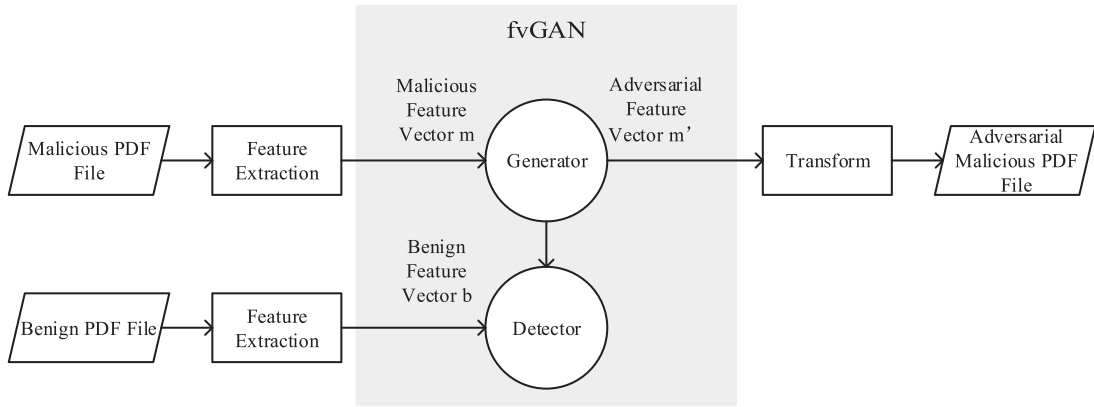 fvGAN
Malicious PDF
File
Feature
Extraction
Malicious
Feature
Vector m
Generator
Adversarial
Feature
Vector m’
Transform
Adversarial
Malicious PDF
File
Benign PDF File
Feature
Extraction
Benign
Feature
Vector b
Detector